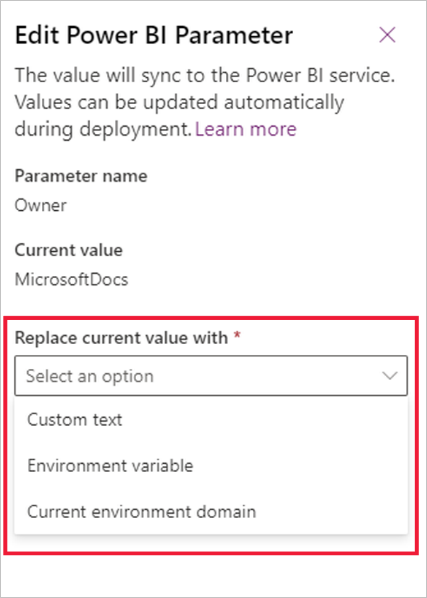 Edit Power BI Parameter
The value will sync to the Power BI service.
Values can be updated automatically
during deployment. Learn more
Parameter name
Owner
Current value
MicrosoftDocs
Replace current value with *
Select an option
Custom text
Environment variable
Current environment domain